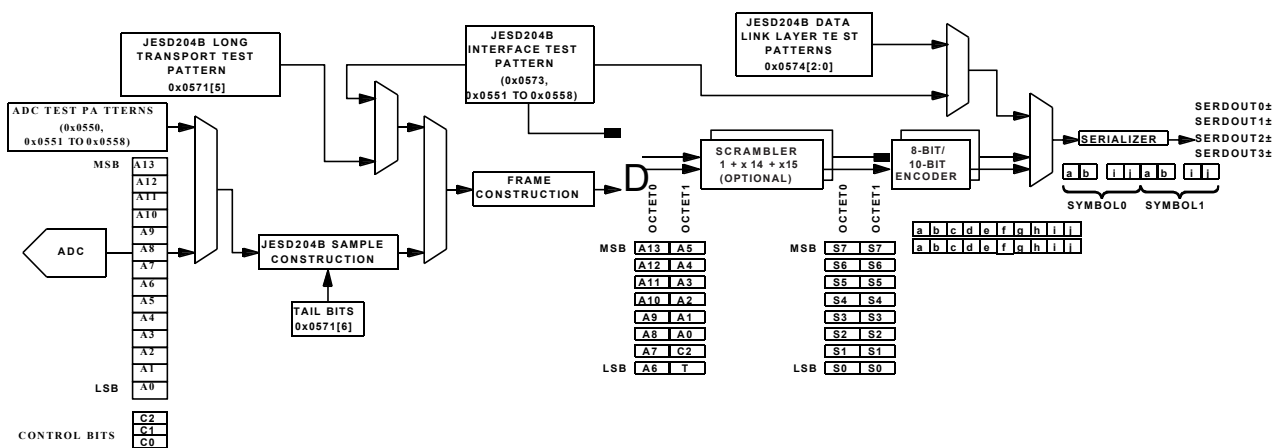 JESD204B LONG
TRANSPORT TEST
PATTERN
0x0571[5]
JESD204B
INTERFACE TEST
PATTERN
(0x0573,
0x0551 TO 0x0558)
JESD204B DATA
LINK LAYER TE ST
PATTERNS
0x0574[2:0]
ADC TEST PA TTERNS
(0x0550,
0x0551 TO 0x0558)
MSB
A13
A12
A11
A10
A9
A8
A7
A6
A5
A4
A3
A2
A1
A0
LSB
ADC
C2
C1
C0
CONTROL BITS
JESD204B SAMPLE
CONSTRUCTION
TAIL BITS
0x0571[6]
FRAME
CONSTRUCTION
D
SCRAMBLER
1 + x 14 + x15
(OPTIONAL)
8-BIT/
10-BIT
ENCODER
SERIALIZER
SERDOUT0±
SERDOUT1±
SERDOUT2±
SERDOUT3±
a b i j a b i j
SYMBOL0 SYMBOL1
OCTET0 OCTET1
MSB A13 A5
A12 A4
A11 A3
A10 A2
A9 A1
A8 A0
A7 C2
LSB A6 T
OCTET0 OCTET1
MSB S7 S7
S6 S6
S5 S5
S4 S4
S3 S3
S2 S2
S1 S1
LSB S0 S0
a b c d e f g h i j
a b c d e f g h i j